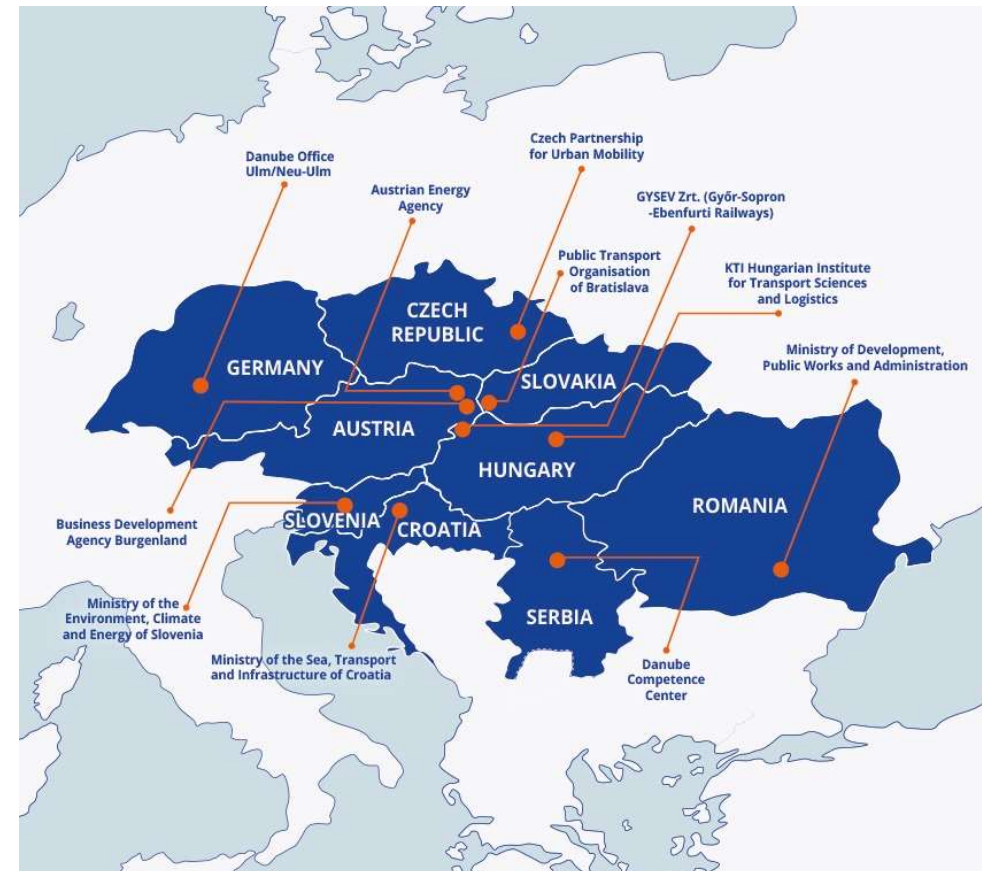 Czech Partnership
for Urban Mobility
Danube Office
Ulm/Neu-Ulm
Austrian Energy
Agency
GYSEV Zrt. (Győr-Sopron
-Ebenfurti Railways)
Public Transport
Organisation
of Bratislava
KTI Hungarian Institute
for Transport Sciences
and Logistics
Ministry of Development,
Public Works and Administration
CZECH
REPUBLIC
GERMANY
SLOVAKIA
AUSTRIA
HUNGARY
ROMANIA
SLOVENIA
CROATIA
SERBIA
Business Development
Agency Burgenland
Ministry of the
Environment, Climate
and Energy of Slovenia
Ministry of the Sea, Transport
and Infrastructure of Croatia
Danube
Competence
Center